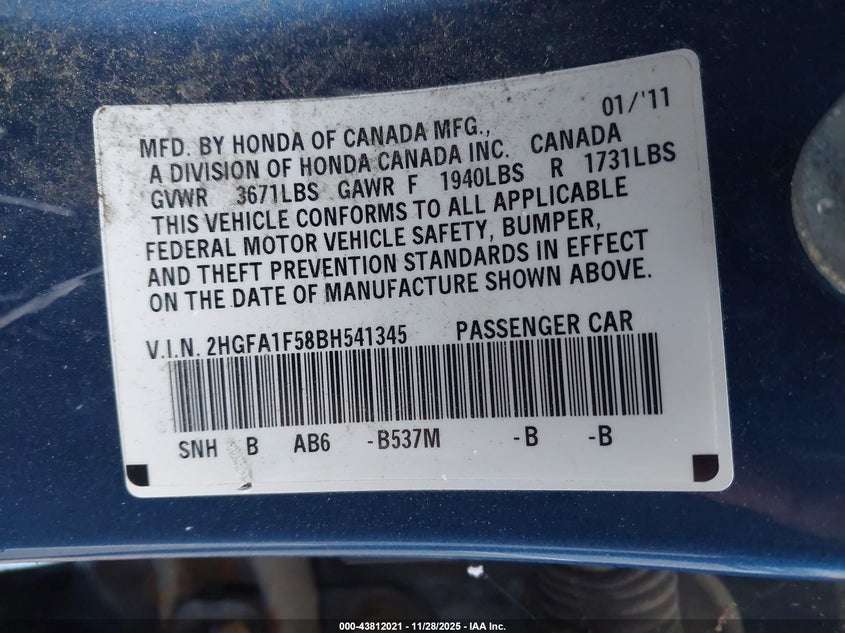 01/'11
MFD. BY HONDA OF CANADA MFG.,
A DIVISION OF HONDA CANADA INC. CANADA
GVWR 3671LBS GAWR F 1940LBS R 1731LBS
THIS VEHICLE CONFORMS TO ALL APPLICABLE
FEDERAL MOTOR VEHICLE SAFETY, BUMPER,
AND THEFT PREVENTION STANDARDS IN EFFECT
ON THE DATE OF MANUFACTURE SHOWN ABOVE.
V.I.N. 2HGFA1F58BH541345 PASSENGER CAR
SNH B AB6 -B537M -B -B
000-43812021 - 11/28/2025 - IAA Inc.